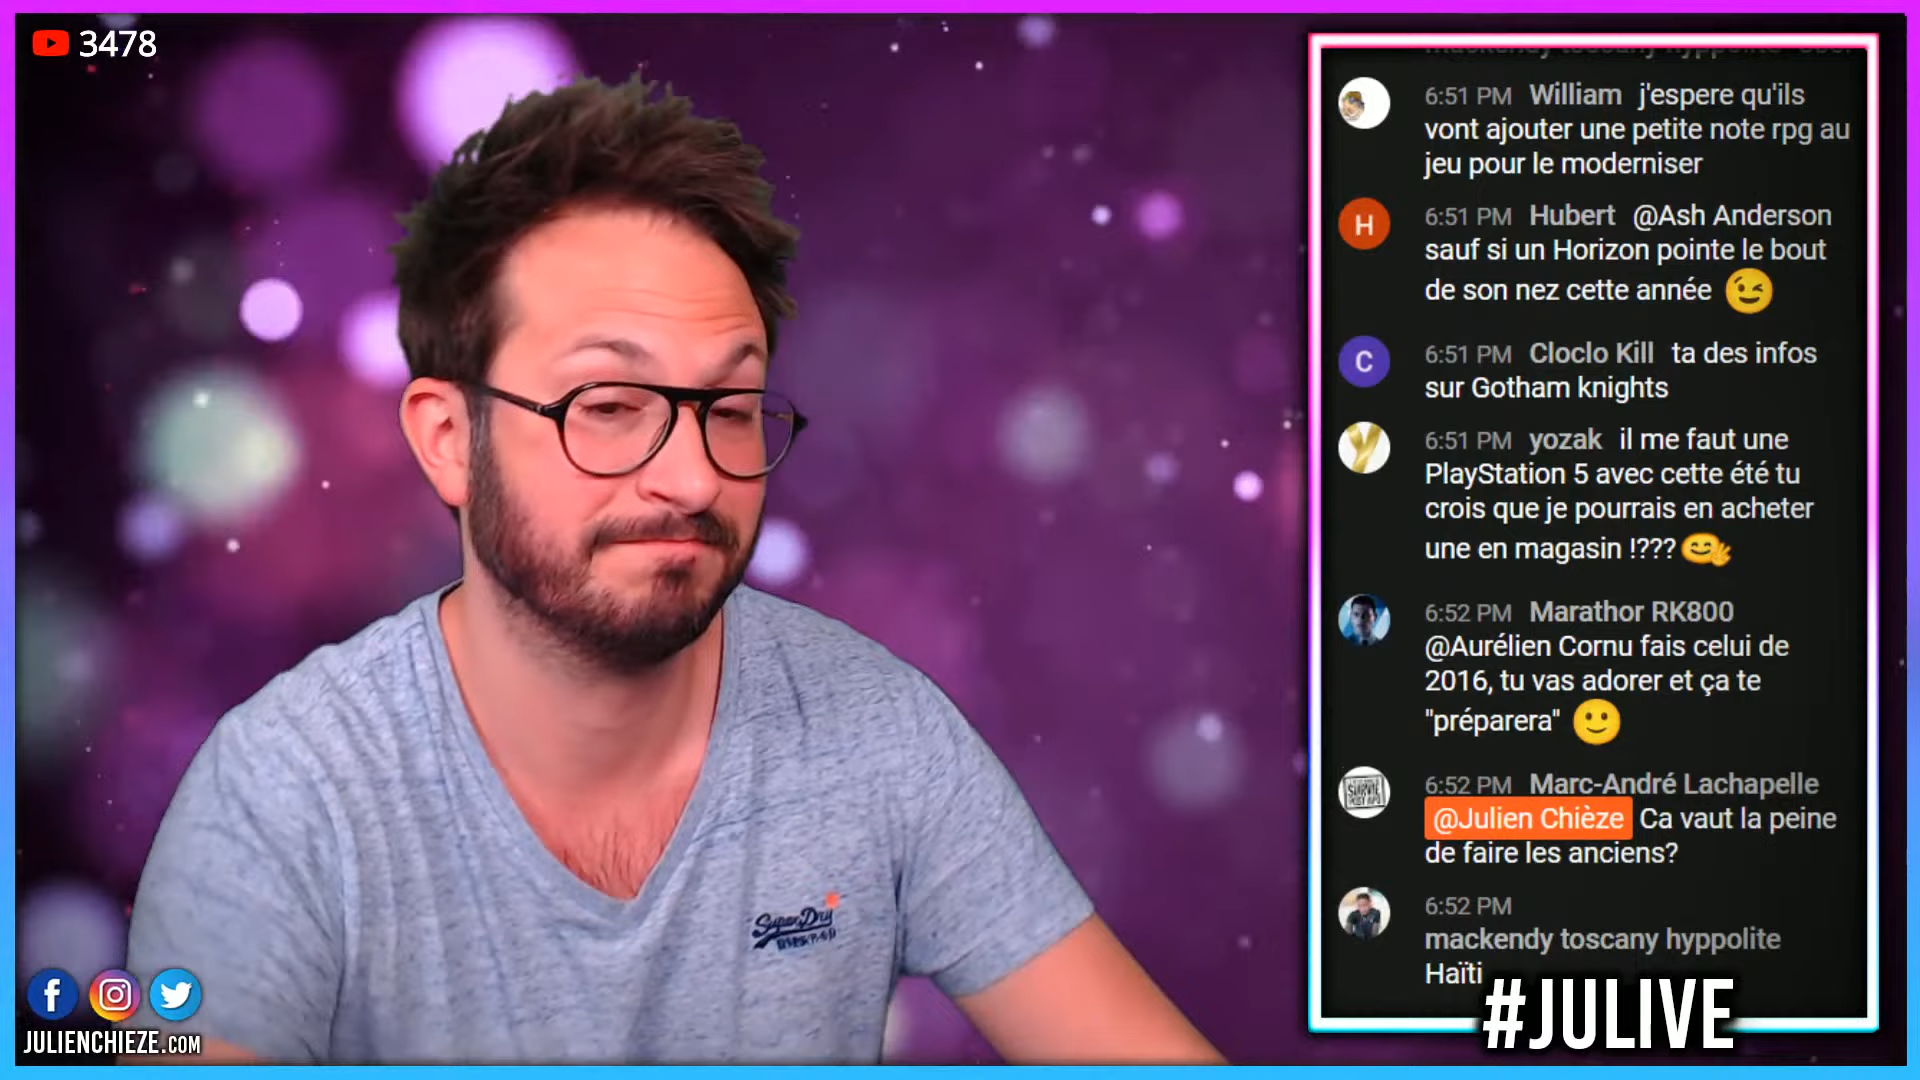 3478
6:51 PM William j'espere qu'ils
vont ajouter une petite note rpg au
jeu pour le moderniser
H
6:51 PM Hubert @Ash Anderson
sauf si un Horizon pointe le bout
de son nez cette année
C
6:51 PM Cloclo Kill ta des infos
sur Gotham knights
6:51 PM yozak il me faut une
PlayStation 5 avec cette été tu
crois que je pourrais en acheter
une en magasin !???
6:52 PM Marathor RK800
@Aurélien Cornu fais celui de
2016, tu vas adorer et ça te
"préparera"
SURVIE
6:52 PM Marc-André Lachapelle
@Julien Chièze Ca vaut la peine
de faire les anciens?
6:52 PM
mackendy toscany hyppolite
Haïti
#JULIVE
SuperDry
JULIENCHIEZE.COM